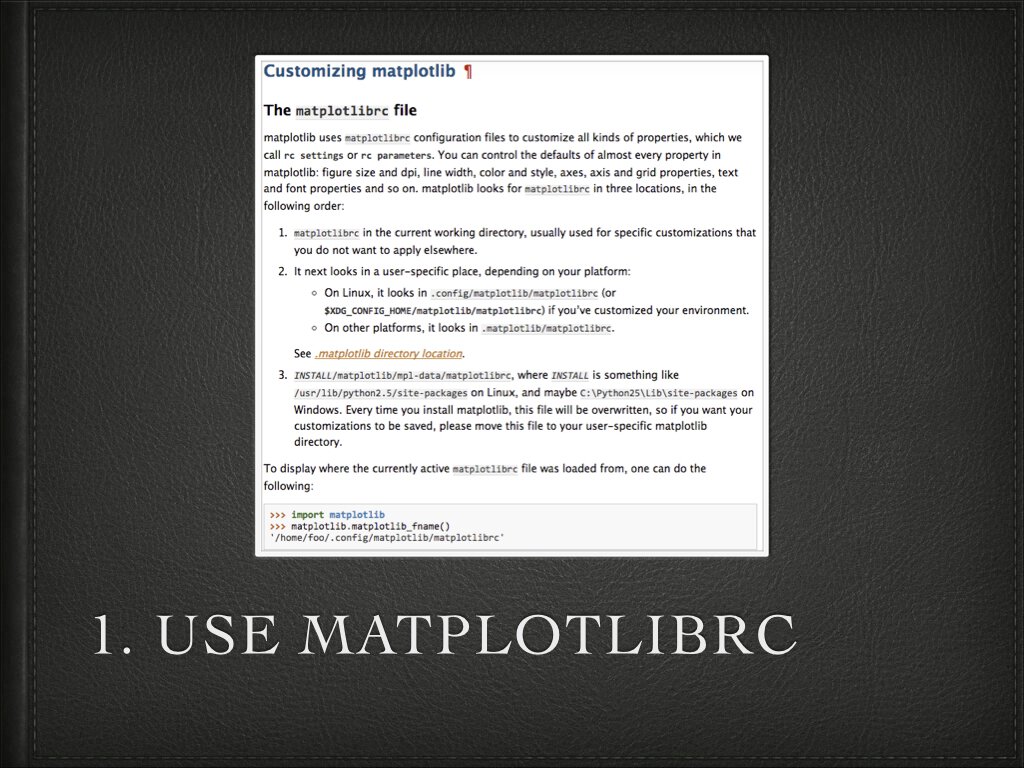 Customizing matplotlib ¶
The matplotlibrc file
matplotlib uses matplotlibrc configuration files to customize all kinds of properties, which we
call rc settings or rc parameters. You can control the defaults of almost every property in
matplotlib: figure size and dpi, line width, color and style, axes, axis and grid properties, text
and font properties and so on. matplotlib looks for matplotlibrc in three locations, in the
following order:
1. matplotlibrc in the current working directory, usually used for specific customizations that
you do not want to apply elsewhere.
2. It next looks in a user-specific place, depending on your platform:
◦ On Linux, it looks in .config/matplotlib/matplotlibrc (or
$XDG_CONFIG_HOME/matplotlib/matplotlibrc) if you've customized your environment.
◦ On other platforms, it looks in .matplotlib/matplotlibrc.
See .matplotlib directory location.
3. INSTALL/matplotlib/mpl-data/matplotlibrc, where INSTALL is something like
/usr/lib/python2.5/site-packages on Linux, and maybe C:\Python25\Lib\site-packages on
Windows. Every time you install matplotlib, this file will be overwritten, so if you want your
customizations to be saved, please move this file to your user-specific matplotlib
directory.
To display where the currently active matplotlibrc file was loaded from, one can do the
following:
>>> import matplotlib
>>> matplotlib.matplotlib_fname()
'/home/foo/.config/matplotlib/matplotlibrc'
1. USE MATPLOTLIBRC